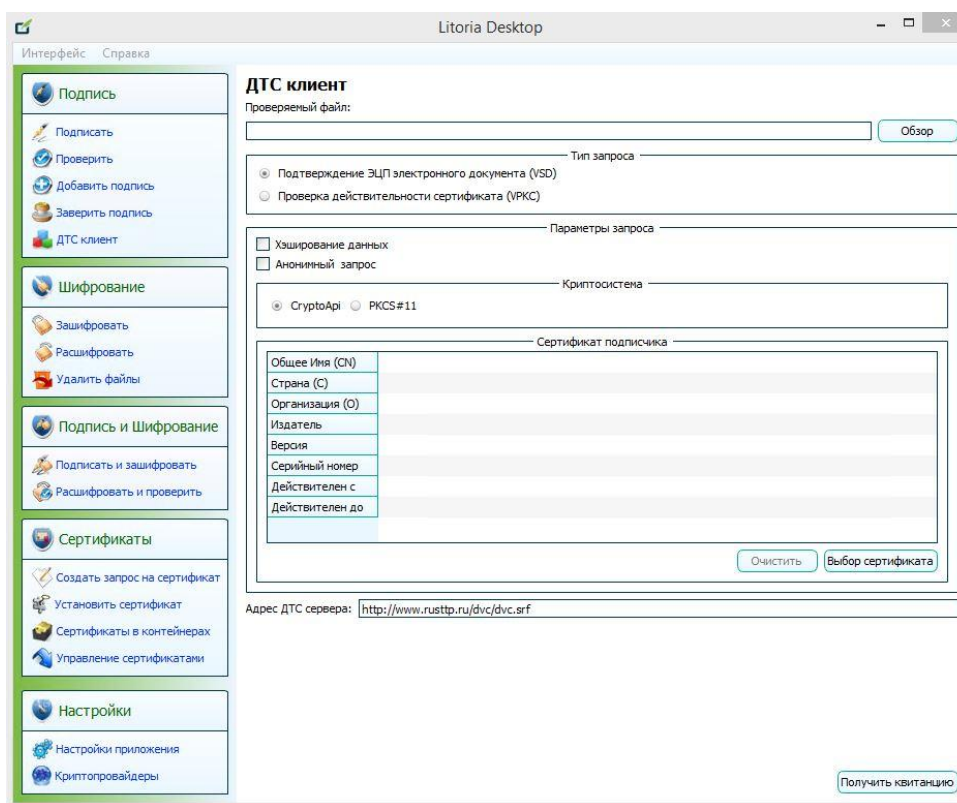 Litoria Desktop
Интерфейс Справка
Подпись
Подписать
Проверить
Добавить подпись
Заверить подпись
ДТС клиент
Шифрование
Зашифровать
Расшифровать
Удалить файлы
Подпись и Шифрование
Подписать и зашифровать
Расшифровать и проверить
Сертификаты
Создать запрос на сертификат
Установить сертификат
Сертификаты в контейнерах
Управление сертификатами
Настройки
Настройки приложения
Криптопровайдеры
ДТС клиент
Проверяемый файл:
Обзор
Тип запроса
Подтверждение ЭЦП электронного документа (VSD)
Проверка действительности сертификата (VPKC)
Параметры запроса
Хэширование данных
Анонимный запрос
Криптосистема
CryptoApi PKCS#11
Сертификат подписчика
Общее Имя (CN)
Страна (C)
Организация (O)
Издатель
Версия
Серийный номер
Действителен с
Действителен до
Очистить Выбор сертификата
Адрес ДТС сервера: http://www.rusttp.ru/dvc/dvc.srf
Получить квитанцию